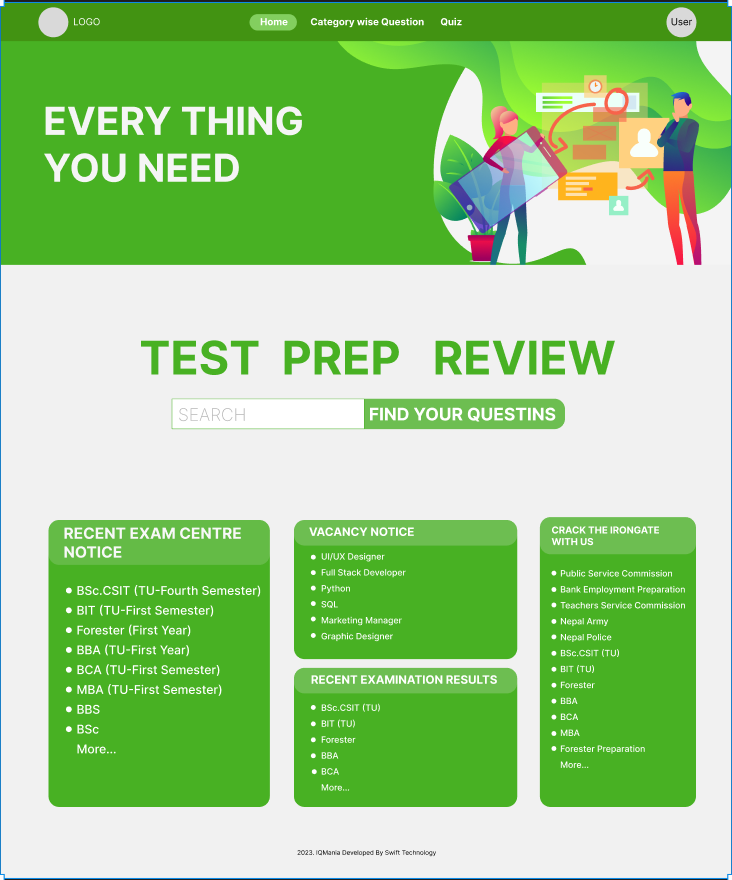 LOGO
Home
Category wise Question
Quiz
User
EVERY THING
YOU NEED
TEST PREP REVIEW
SEARCH
FIND YOUR QUESTINS
RECENT EXAM CENTRE
NOTICE
BSc.CSIT (TU-Fourth Semester)
BIT (TU-First Semester)
Forester (First Year)
BBA (TU-First Year)
BCA (TU-First Semester)
MBA (TU-First Semester)
BBS
BSc
More...
VACANCY NOTICE
UI/UX Designer
Full Stack Developer
Python
SQL
Marketing Manager
Graphic Designer
RECENT EXAMINATION RESULTS
BSc.CSIT (TU)
BIT (TU)
Forester
BBA
BCA
More...
CRACK THE IRONGATE
WITH US
Public Service Commission
Bank Employment Preparation
Teachers Service Commission
Nepal Army
Nepal Police
BSc.CSIT (TU)
BIT (TU)
Forester
BBA
BCA
MBA
Forester Preparation
More...
2023. IQMania Developed By Swift Technology